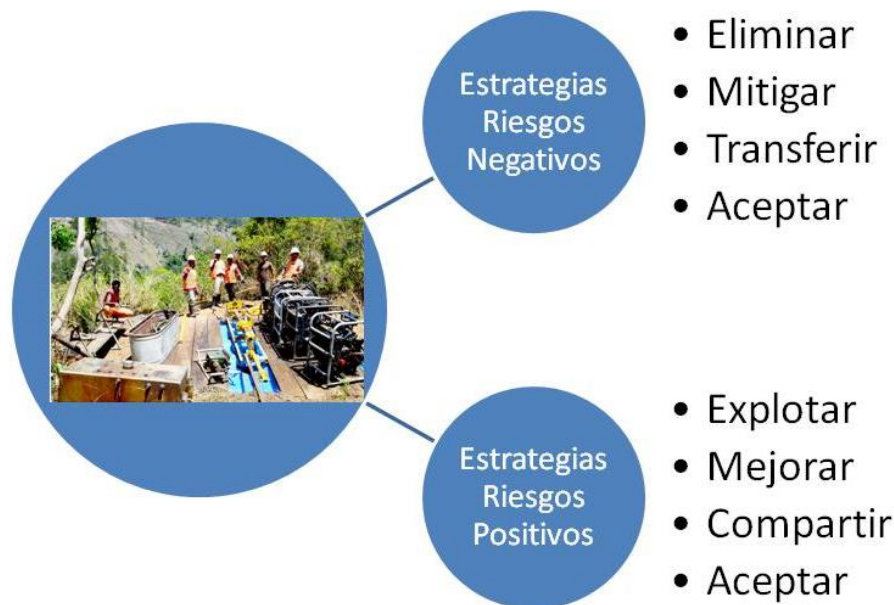 Estrategias
Riesgos
Negativos
• Eliminar
• Mitigar
• Transferir
• Aceptar
Estrategias
Riesgos
Positivos
• Explotar
• Mejorar
• Compartir
• Aceptar